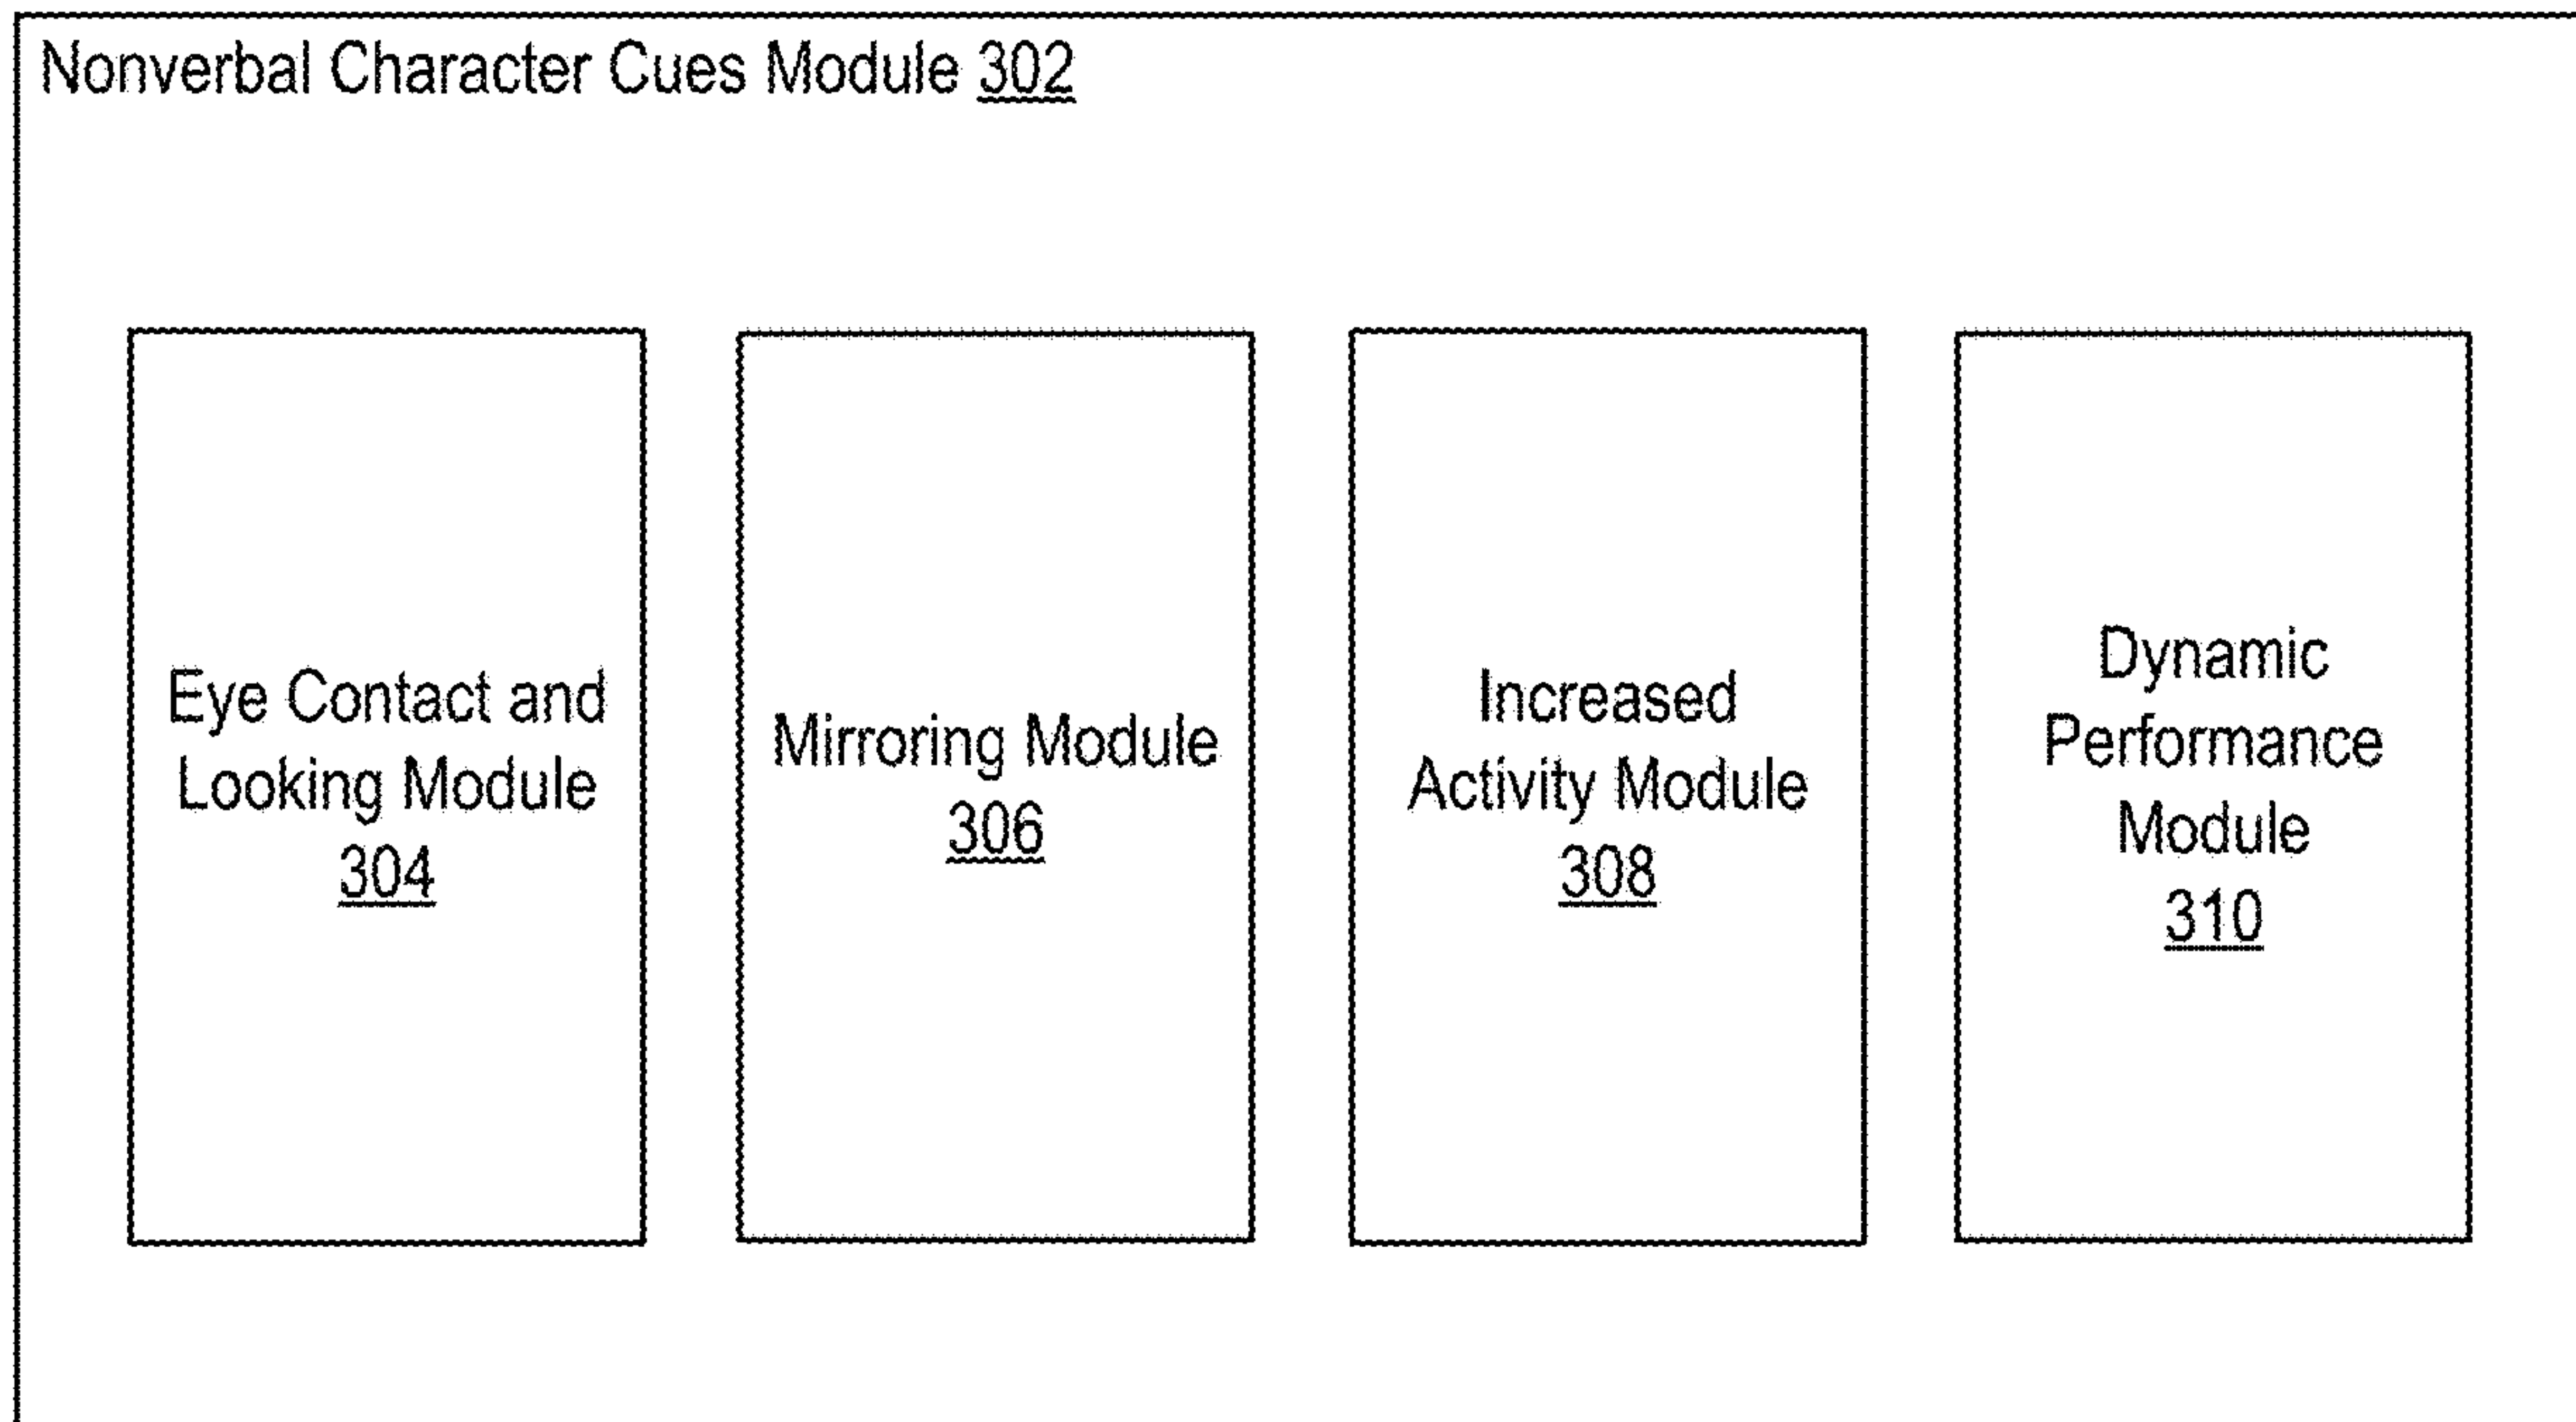 Nonverbal Character Cues Module 302
Eye Contact and
Looking Module
304
Mirroring Module
306
Increased
Activity Module
308
Dynamic
Performance
Module
310